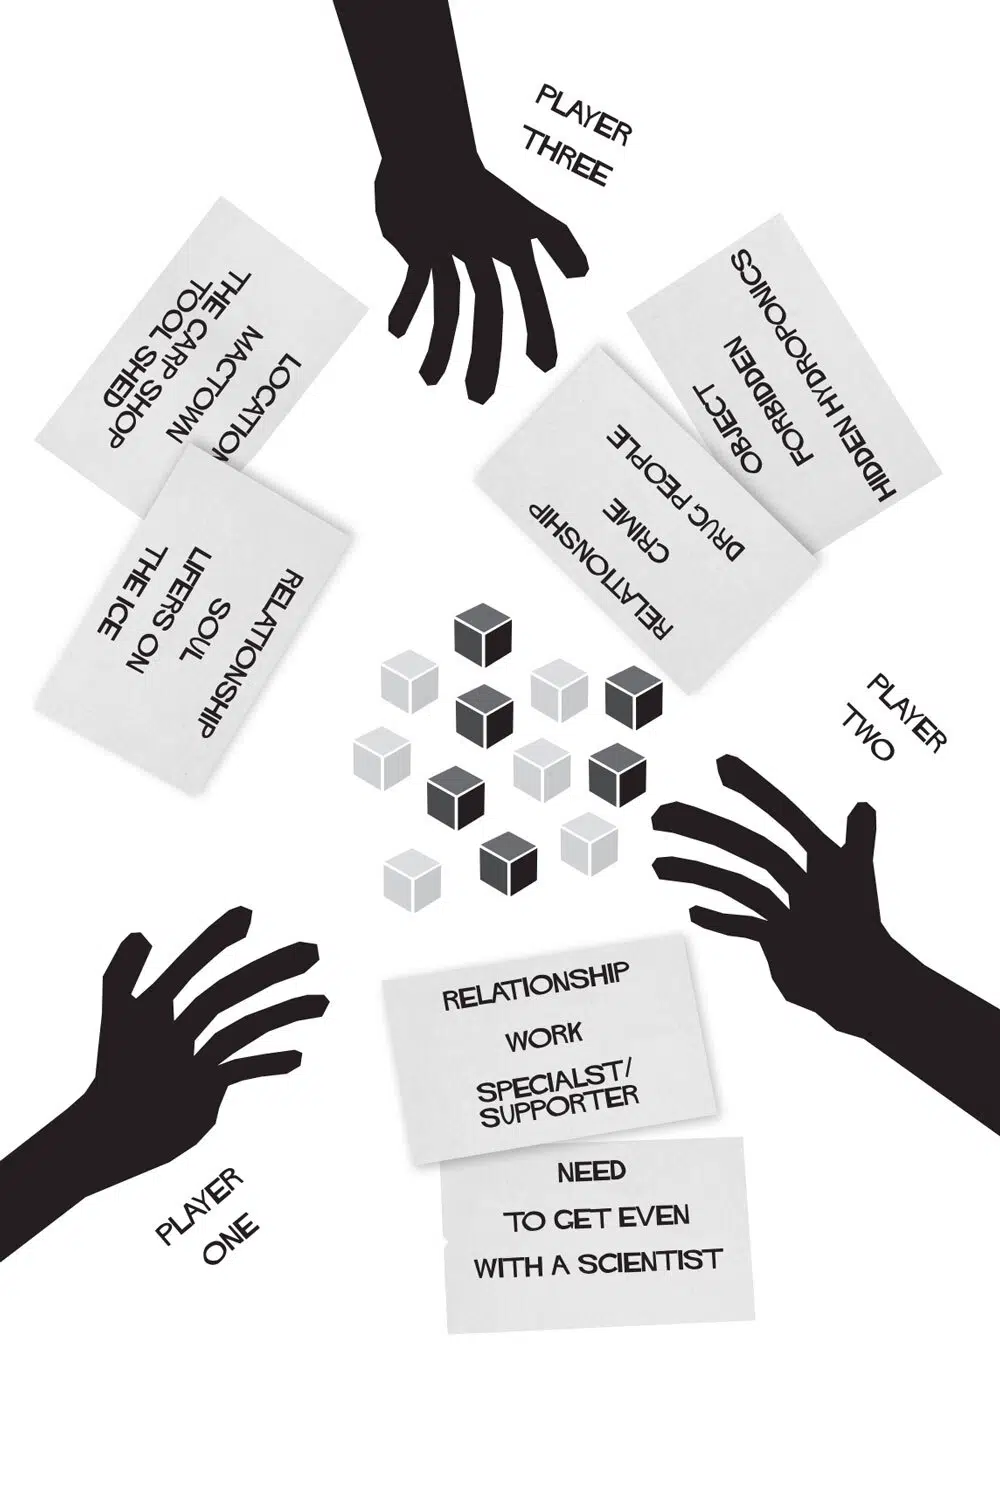 PLAYER
THREE
LOCATION
MACTOWN
THE CARP SHOP
TOOL SHED
OBJECT
FORBIDDEN
HIDDEN HYDROPONICS
RELATIONSHIP
CRIME
DRUG PEOPLE
RELATIONSHIP
SOUL
LIFERS ON
THE ICE
PLAYER
TWO
RELATIONSHIP
WORK
SPECIALST/
SUPPORTER
NEED
TO GET EVEN
WITH A SCIENTIST
PLAYER
ONE